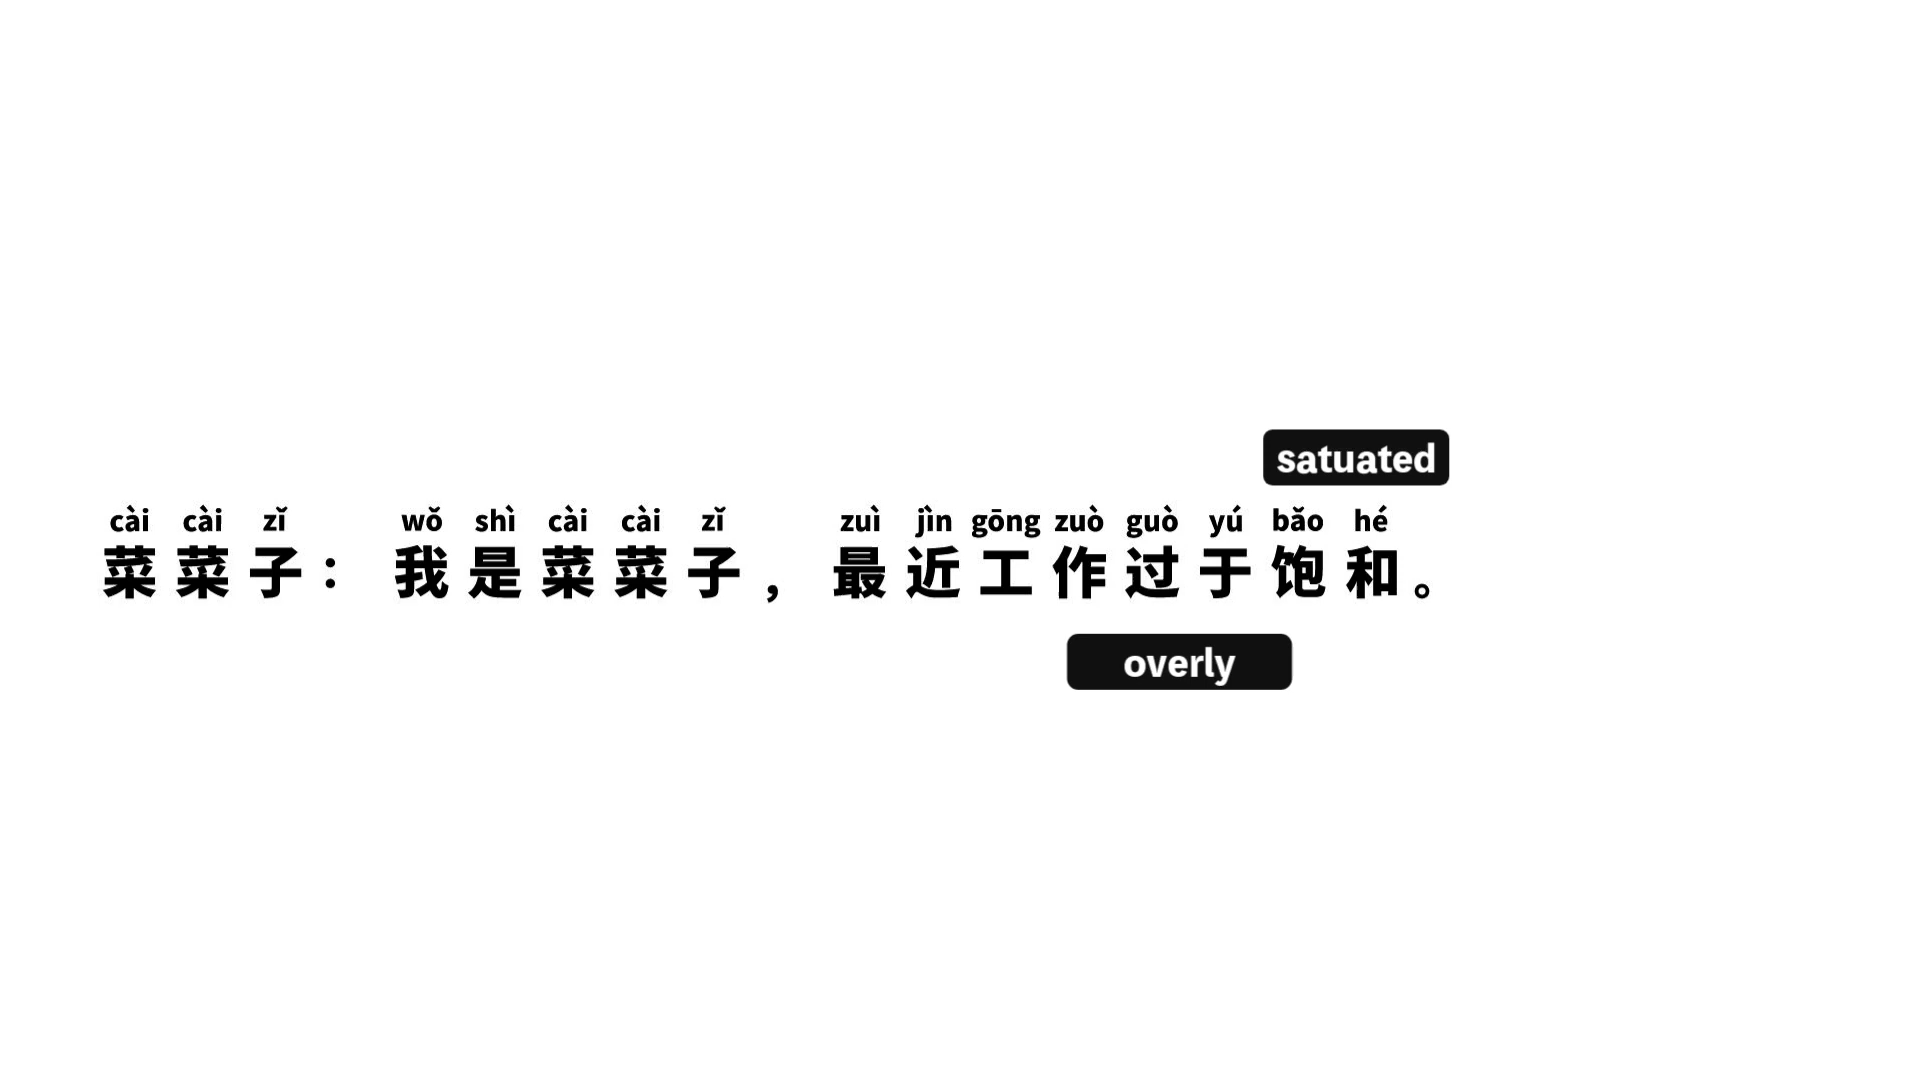 satuated
cài cài zǐ wǒ shì cài cài zǐ zuì jìn gōng zuò guò yú bǎo hé
菜菜子：我是菜菜子，最近工作过于饱和。
overly